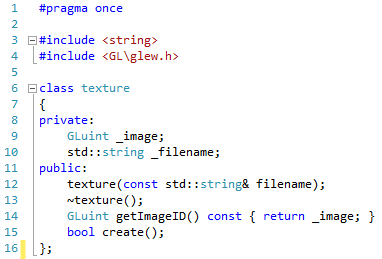 1 #pragma once
2
3 #include <string>
4 #include <GL\glew.h>
5
6 class texture
7 {
8 private:
9     GLuint _image;
10     std::string _filename;
11 public:
12     texture(const std::string& filename);
13     ~texture();
14     GLuint getImageID() const { return _image; }
15     bool create();
16 };